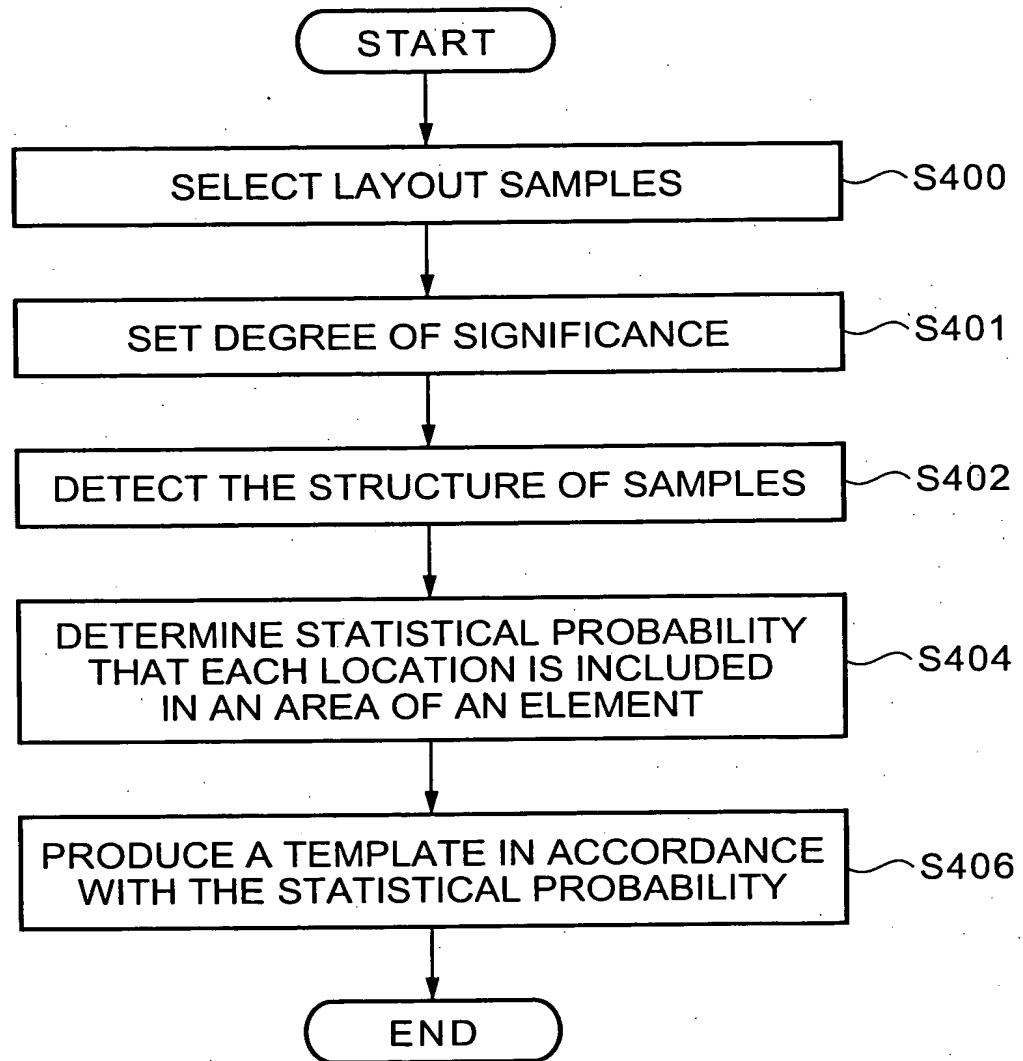 START
SELECT LAYOUT SAMPLES
S400
SET DEGREE OF SIGNIFICANCE
S401
DETECT THE STRUCTURE OF SAMPLES
S402
DETERMINE STATISTICAL PROBABILITY
THAT EACH LOCATION IS INCLUDED
IN AN AREA OF AN ELEMENT
S404
PRODUCE A TEMPLATE IN ACCORDANCE
WITH THE STATISTICAL PROBABILITY
S406
END